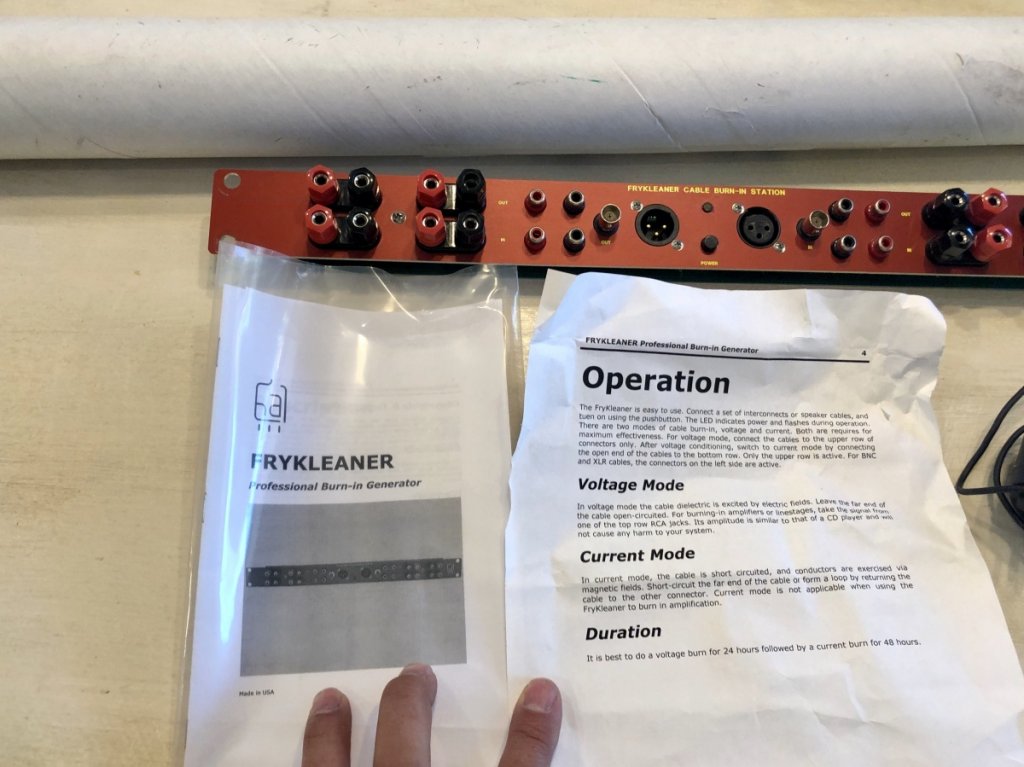 FRYKLEANER CABLE BURN-IN STATION
OUT
OUT
IN
OUT
IN
IN
POWER
FRYKLEANER
Professional Burn-in Generator
Made in USA
FRYKLEANER Professional Burn-in Generator 4
Operation
The FryKleaner is easy to use. Connect a set of interconnects or speaker cables, and
tuen on using the pushbutton. The LED indicates power and flashes during operation.
There are two modes of cable burn-in, voltage and current. Both are requires for
maximum effectiveness. For voltage mode, connect the cables to the upper row of
connectors only. After voltage conditioning, switch to current mode by connecting
the open end of the cables to the bottom row. Only the upper row is active. For BNC
and XLR cables, the connectors on the left side are active.
Voltage Mode
In voltage mode the cable dielectric is excited by electric fields. Leave the far end of
the cable open-circuited. For burning-in amplifiers or linestages, take the signal from
one of the top row RCA jacks. Its amplitude is similar to that of a CD player and will
not cause any harm to your system.
Current Mode
In current mode, the cable is short circuited, and conductors are exercised via
magnetic fields. Short-circuit the far end of the cable or form a loop by returning the
cable to the other connector. Current mode is not applicable when using the
FryKleaner to burn in amplification.
Duration
It is best to do a voltage burn for 24 hours followed by a current burn for 48 hours.